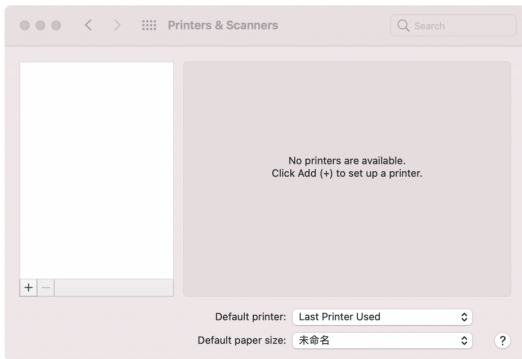 Printers & Scanners
Search
No printers are available.
Click Add (+) to set up a printer.
+ −
Default printer: Last Printer Used
Default paper size: 未命名
?